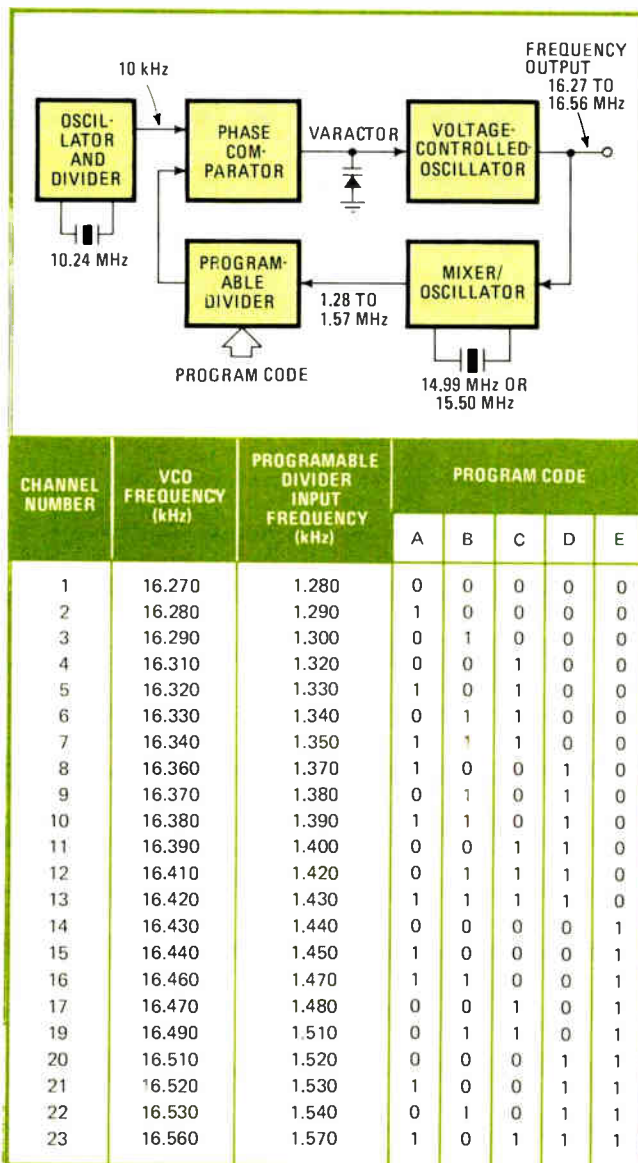 FREQUENCY
OUTPUT
16.27 TO
16.56 MHz
10 kHz
OSCIL-
LATOR
AND
DIVIDER
PHASE
COM-
PARATOR
VARACTOR
VOLTAGE-
CONTROLLED-
OSCILLATOR
10.24 MHz
PROGRAM-
ABLE
DIVIDER
1.28 TO
1.57 MHz
MIXER/
OSCILLATOR
PROGRAM CODE
14.99 MHz OR
15.50 MHz
CHANNEL
NUMBER
VCO
FREQUENCY
(kHz)
PROGRAMABLE
DIVIDER
INPUT
FREQUENCY
(kHz)
PROGRAM CODE
A B C D E
1 16.270 1.280 0 0 0 0 0
2 16.280 1.290 1 0 0 0 0
3 16.290 1.300 0 1 0 0 0
4 16.310 1.320 0 0 1 0 0
5 16.320 1.330 1 0 1 0 0
6 16.330 1.340 0 1 1 0 0
7 16.340 1.350 1 1 1 0 0
8 16.360 1.370 1 0 0 1 0
9 16.370 1.380 0 1 0 1 0
10 16.380 1.390 1 1 0 1 0
11 16.390 1.400 0 0 1 1 0
12 16.410 1.420 0 1 1 1 0
13 16.420 1.430 1 1 1 1 0
14 16.430 1.440 0 0 0 0 1
15 16.440 1.450 1 0 0 0 1
16 16.460 1.470 1 1 0 0 1
17 16.470 1.480 0 0 1 0 1
19 16.490 1.510 0 1 1 0 1
20 16.510 1.520 0 0 0 1 1
21 16.520 1.530 1 0 0 1 1
22 16.530 1.540 0 1 0 1 1
23 16.560 1.570 1 0 1 1 1